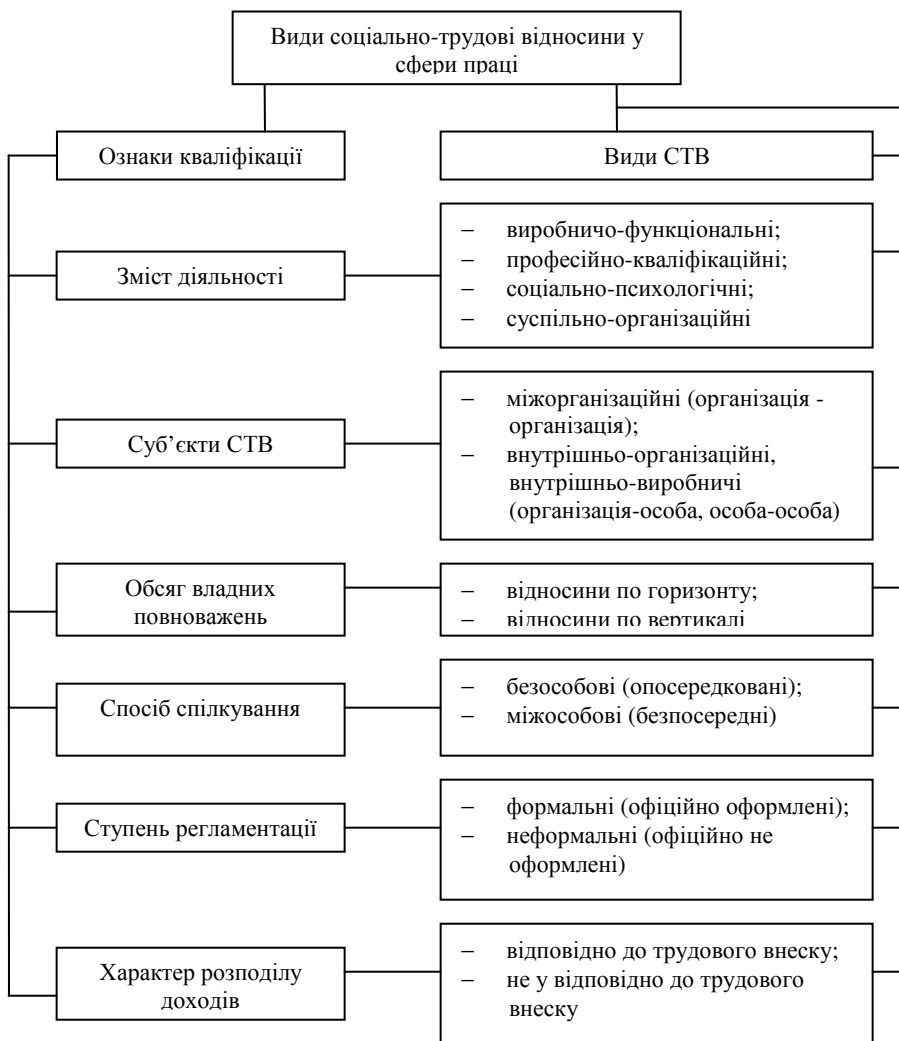 Види соціально-трудові відносини у
сфери праці
Ознаки кваліфікації
Види СТВ
Зміст діяльності
– виробничо-функціональні;
– професійно-кваліфікаційні;
– соціально-психологічні;
– суспільно-організаційні
Суб’єкти СТВ
– міжорганізаційні (організація -
організація);
– внутрішньо-організаційні,
внутрішньо-виробничі
(організація-особа, особа-особа)
Обсяг владних
повноважень
– відносини по горизонту;
– відносини по вертикалі
Спосіб спілкування
– безособові (опосередковані);
– міжособові (безпосередні)
Ступень регламентації
– формальні (офіційно оформлені);
– неформальні (офіційно не
оформлені)
Характер розподілу
доходів
– відповідно до трудового внеску;
– не у відповідно до трудового
внеску